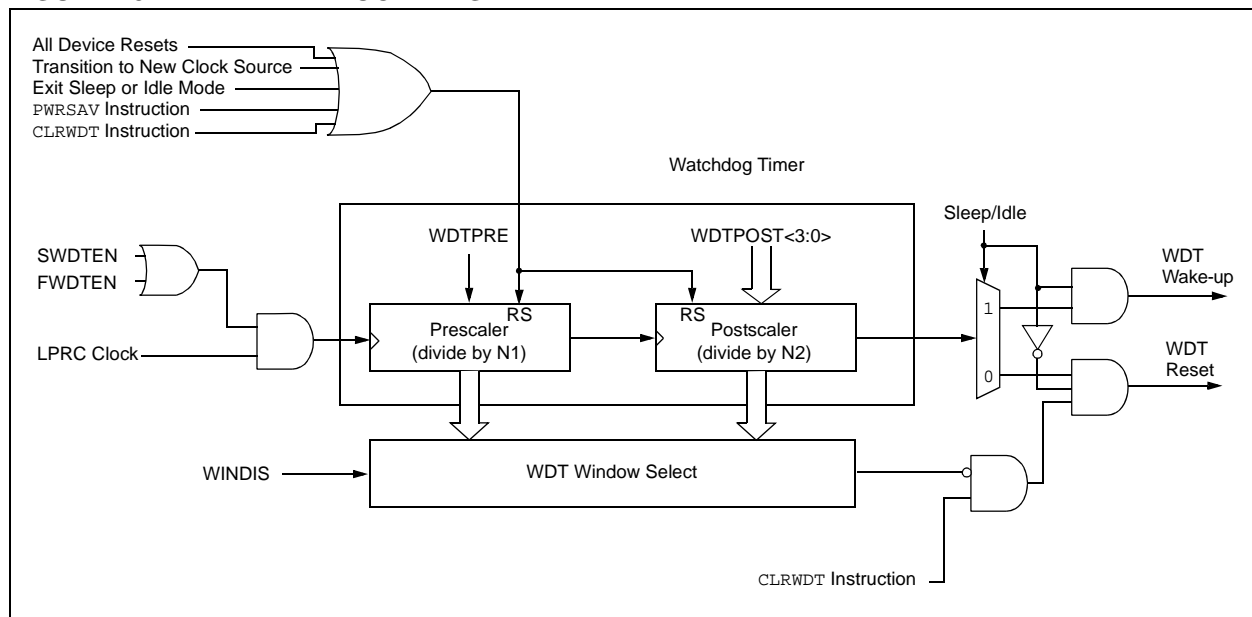 All Device Resets
Transition to New Clock Source
Exit Sleep or Idle Mode
PWRSAV Instruction
CLRWDT Instruction
Watchdog Timer
Sleep/Idle
WDTPRE
WDTPOST<3:0>
SWDTEN
FWDTEN
WDT
Wake-up
RS
RS
1
Prescaler
(divide by N1)
Postscaler
(divide by N2)
LPRC Clock
WDT
Reset
0
WINDIS
WDT Window Select
CLRWDT Instruction